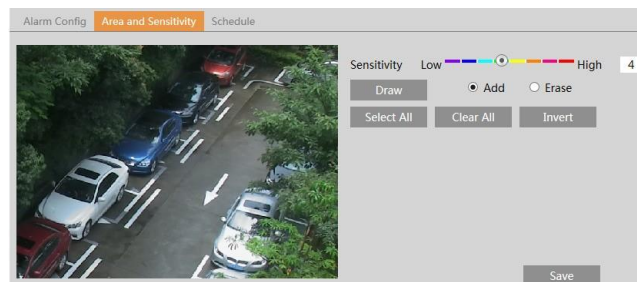 Alarm Config Area and Sensitivity Schedule
Sensitivity Low High 4
Draw Add Erase
Select All Clear All Invert
Save